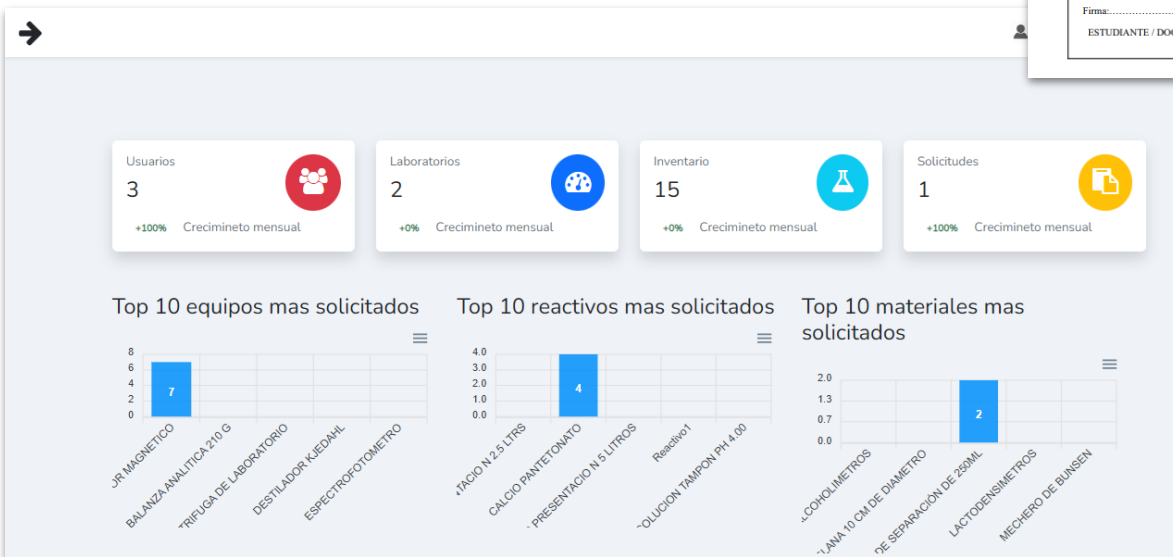 Firma:
ESTUDIANTE / DO
Usuarios
3
+100% Crecimineto mensual
Laboratorios
2
+0% Crecimineto mensual
Inventario
15
+0% Crecimineto mensual
Solicitudes
1
+100% Crecimineto mensual
Top 10 equipos mas solicitados
8
6
4
2
0
7
OR MAGNETICO
BALANZA ANALITICA 210 G
TRIFUGA DE LABORATORIO
DESTILADOR KJEDAHL
ESPECTROFOTOMETRO
Top 10 reactivos mas solicitados
4.0
3.0
2.0
1.0
0.0
4
NTACIO N 2.5 LTRS
CALCIO PANTETONATO
PRESENTACIO N 5 LITROS
Reactivo1
SOLUCION TAMPON PH 4.00
Top 10 materiales mas
solicitados
2.0
1.3
0.7
0.0
2
LCOHOLIMETROS
LANA 10 CM DE DIAMETRO
DE SEPARACIÓN DE 250ML
LACTODENSIMETROS
MECHERO DE BUNSEN